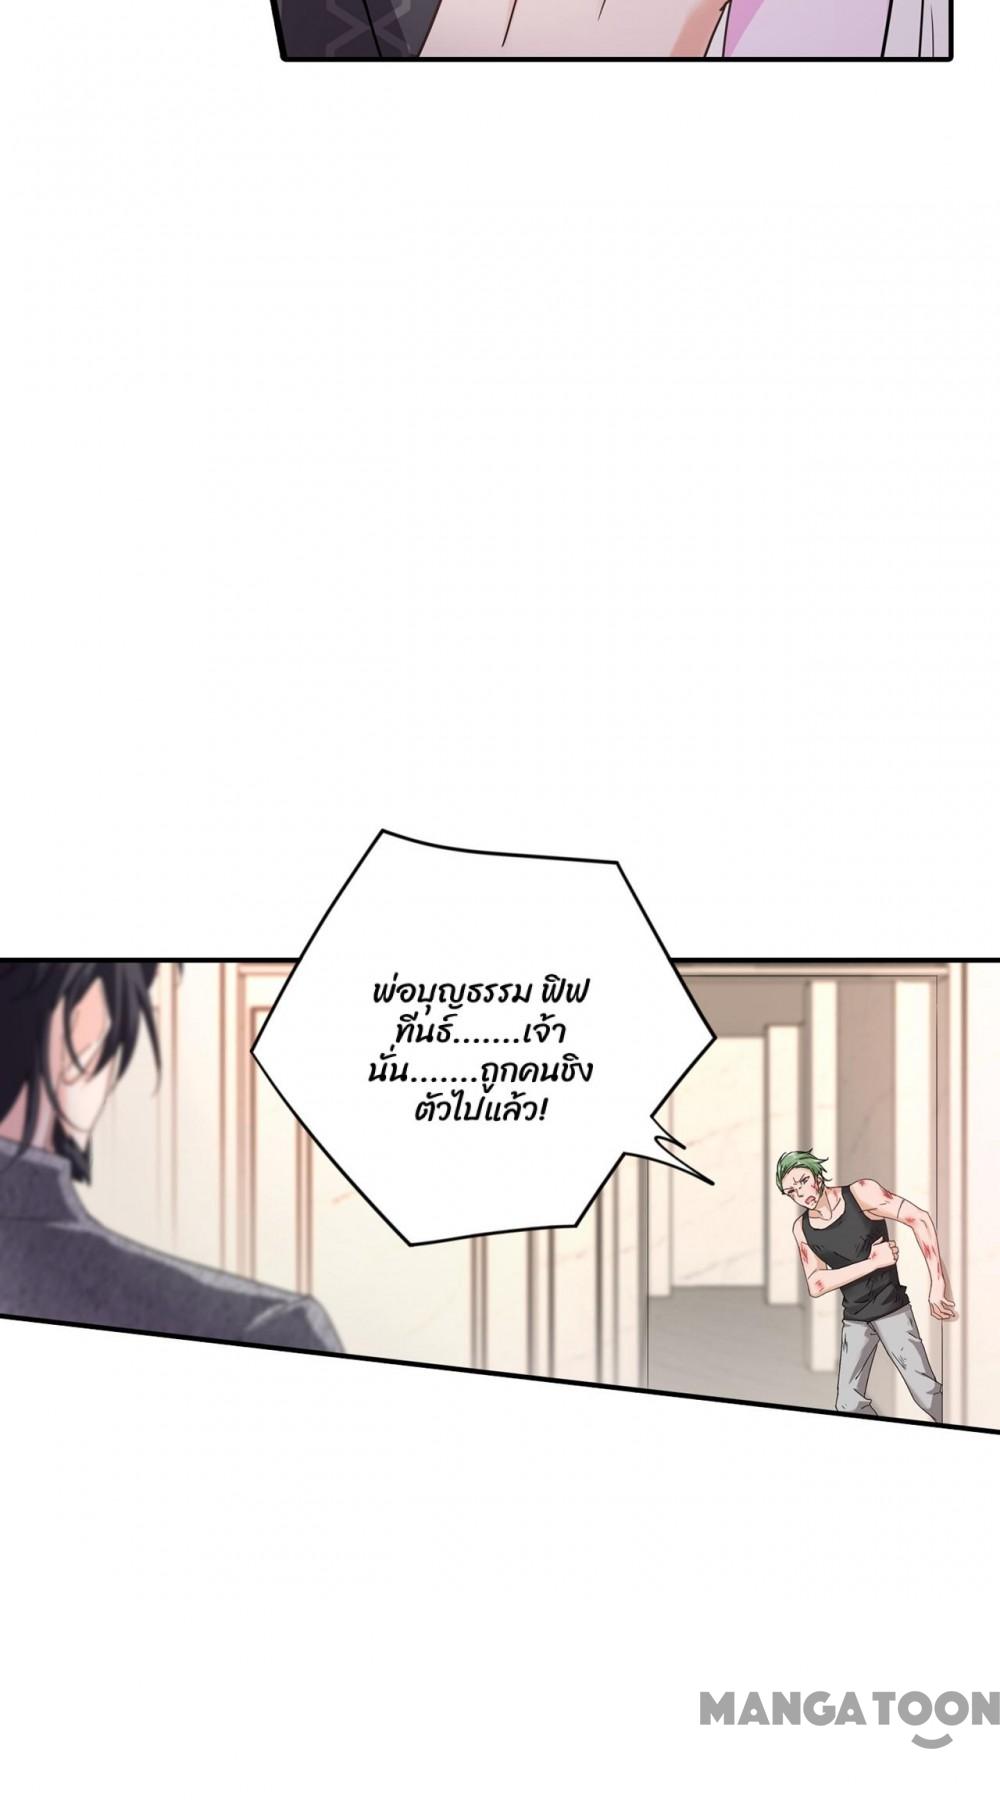 พ่อบุญธรรม ฟิฟ
ทีนธ์.......เจ้า
นั่น.......ถูกคนชิง
ตัวไปแล้ว!
MANGATOON